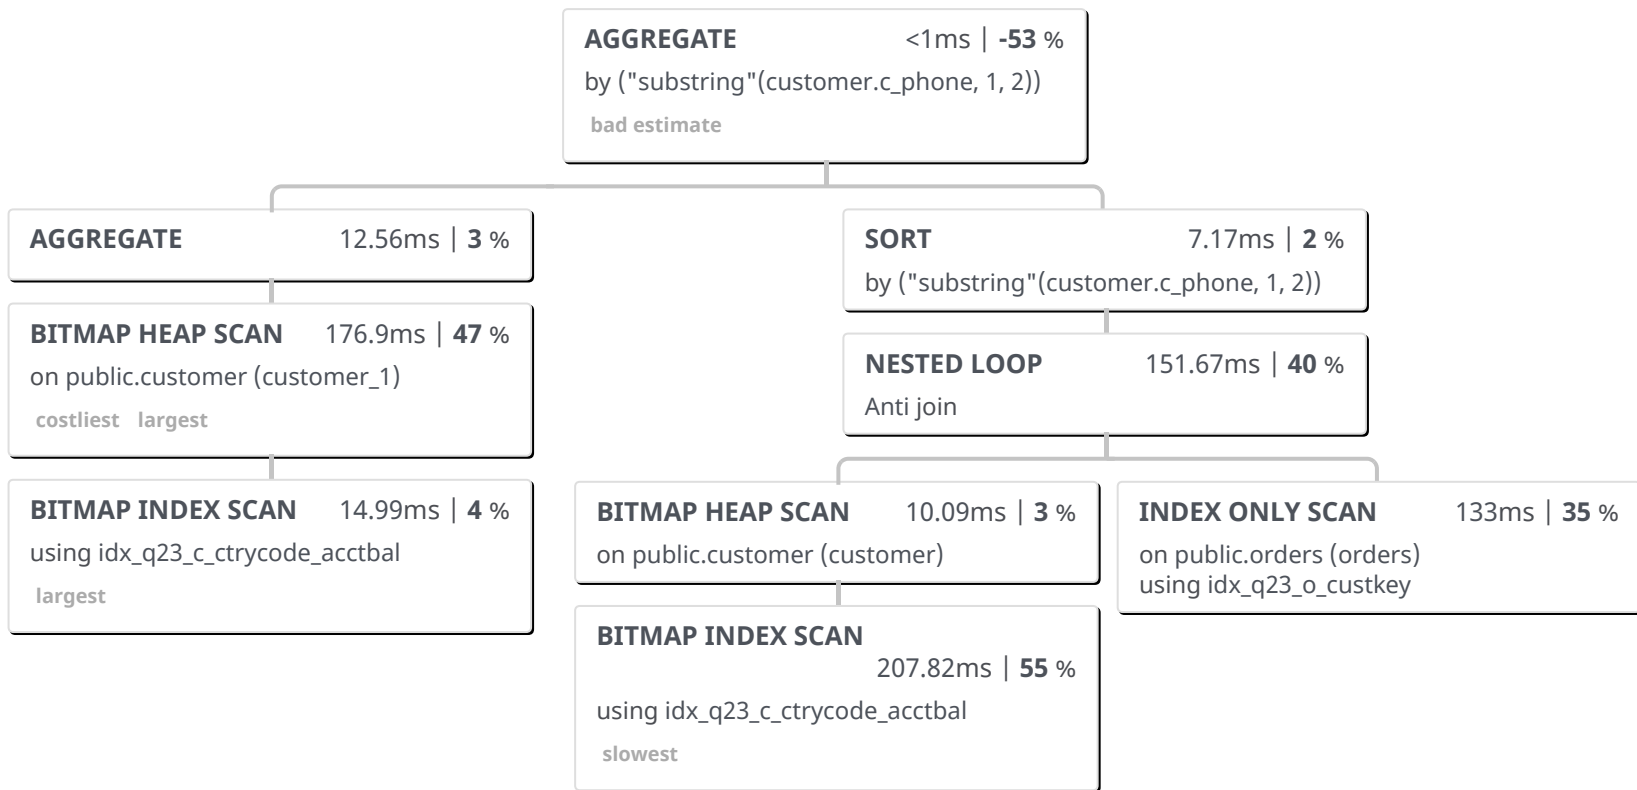 AGGREGATE <1ms | -53 %
by ("substring"(customer.c_phone, 1, 2))
bad estimate
AGGREGATE 12.56ms | 3 %
BITMAP HEAP SCAN 176.9ms | 47 %
on public.customer (customer_1)
costliest largest
BITMAP INDEX SCAN 14.99ms | 4 %
using idx_q23_c_ctrycode_acctbal
largest
SORT 7.17ms | 2 %
by ("substring"(customer.c_phone, 1, 2))
NESTED LOOP 151.67ms | 40 %
Anti join
BITMAP HEAP SCAN 10.09ms | 3 %
on public.customer (customer)
BITMAP INDEX SCAN
207.82ms | 55 %
using idx_q23_c_ctrycode_acctbal
slowest
INDEX ONLY SCAN 133ms | 35 %
on public.orders (orders)
using idx_q23_o_custkey